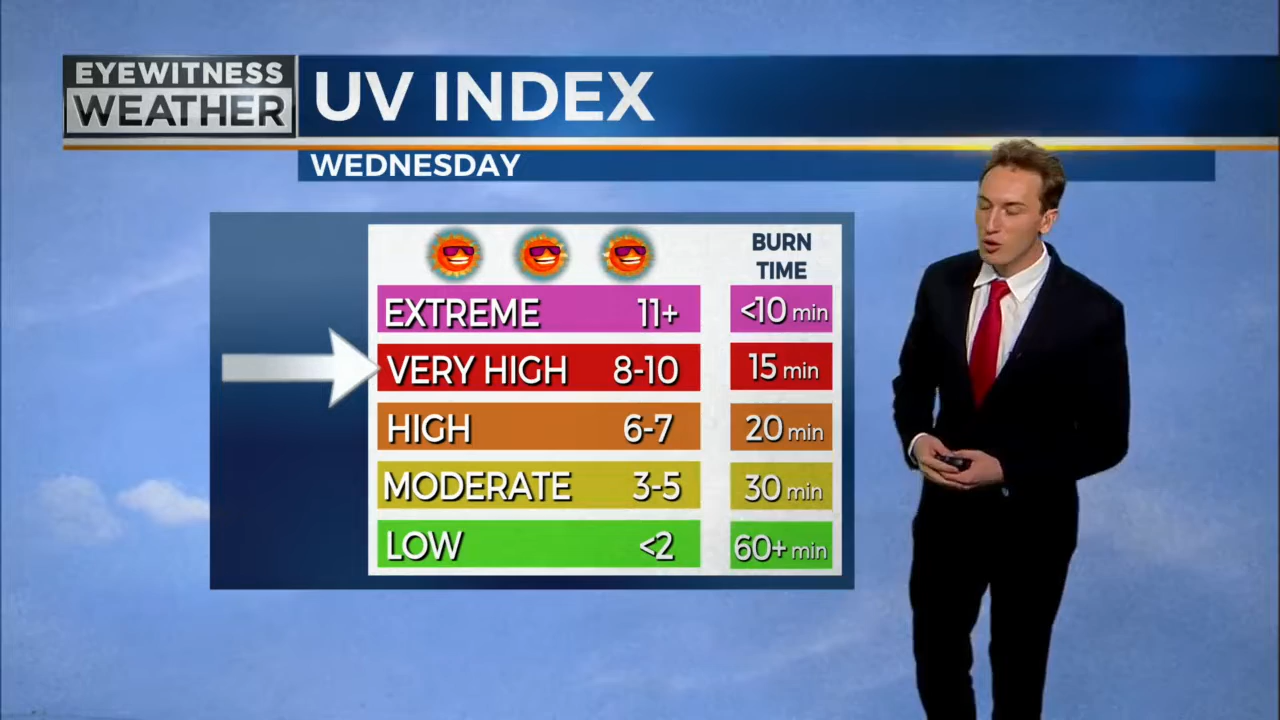 EYEWITNESS
WEATHER
UV INDEX
WEDNESDAY
BURN
TIME
EXTREME 11+ <10 min
VERY HIGH 8-10 15 min
HIGH 6-7 20 min
MODERATE 3-5 30 min
LOW <2 60+ min